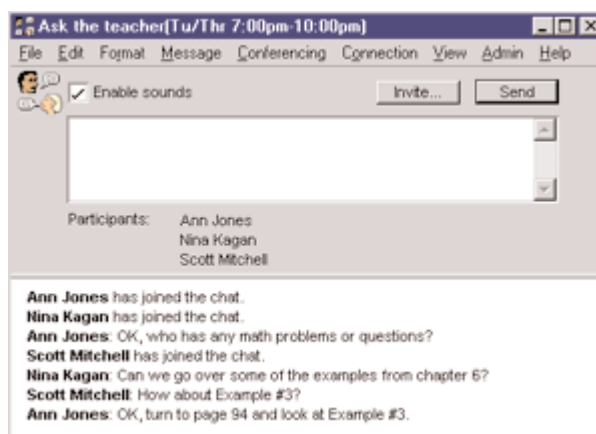 Ask the teacher(Tu/Thr 7:00pm-10:00pm)
File Edit Format Message Conferencing Connection View Admin Help
Enable sounds Invite... Send
Participants: Ann Jones
Nina Kagan
Scott Mitchell
Ann Jones has joined the chat.
Nina Kagan has joined the chat.
Ann Jones: OK, who has any math problems or questions?
Scott Mitchell has joined the chat.
Nina Kagan: Can we go over some of the examples from chapter 6?
Scott Mitchell: How about Example #3?
Ann Jones: OK, turn to page 94 and look at Example #3.